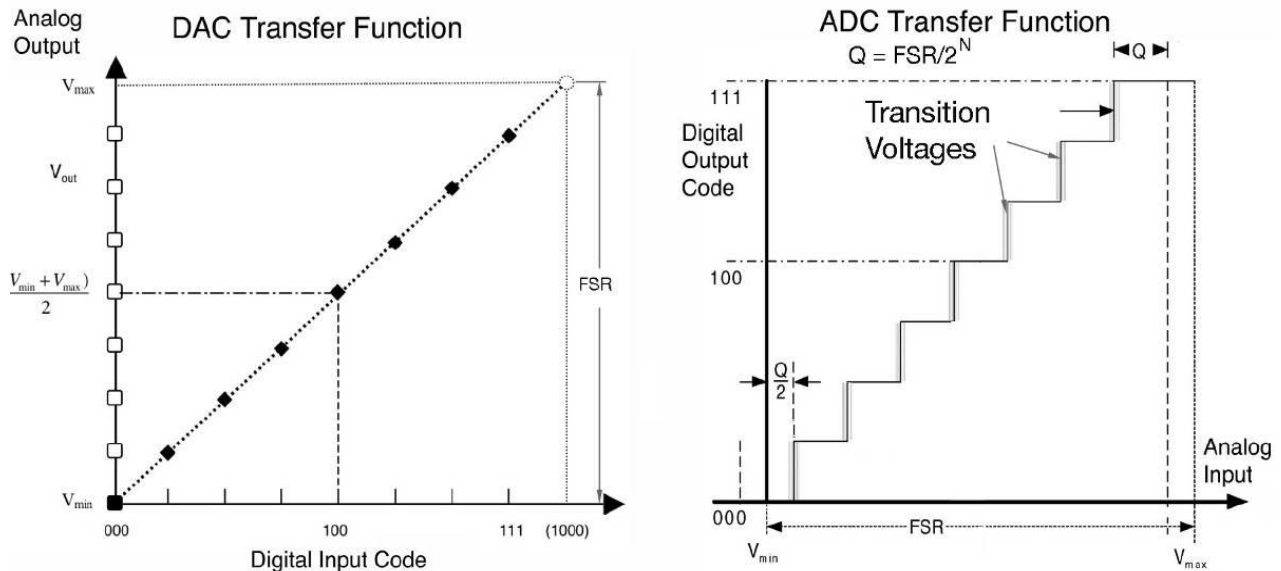 Analog
Output
DAC Transfer Function
V_max
V_out
V_min + V_max)
2
V_min
FSR
000
100
111
(1000)
Digital Input Code
ADC Transfer Function
Q = FSR/2^N
Q
111
Digital
Output
Code
Transition
Voltages
100
Q
2
Analog
Input
000
FSR
V_min
V_max